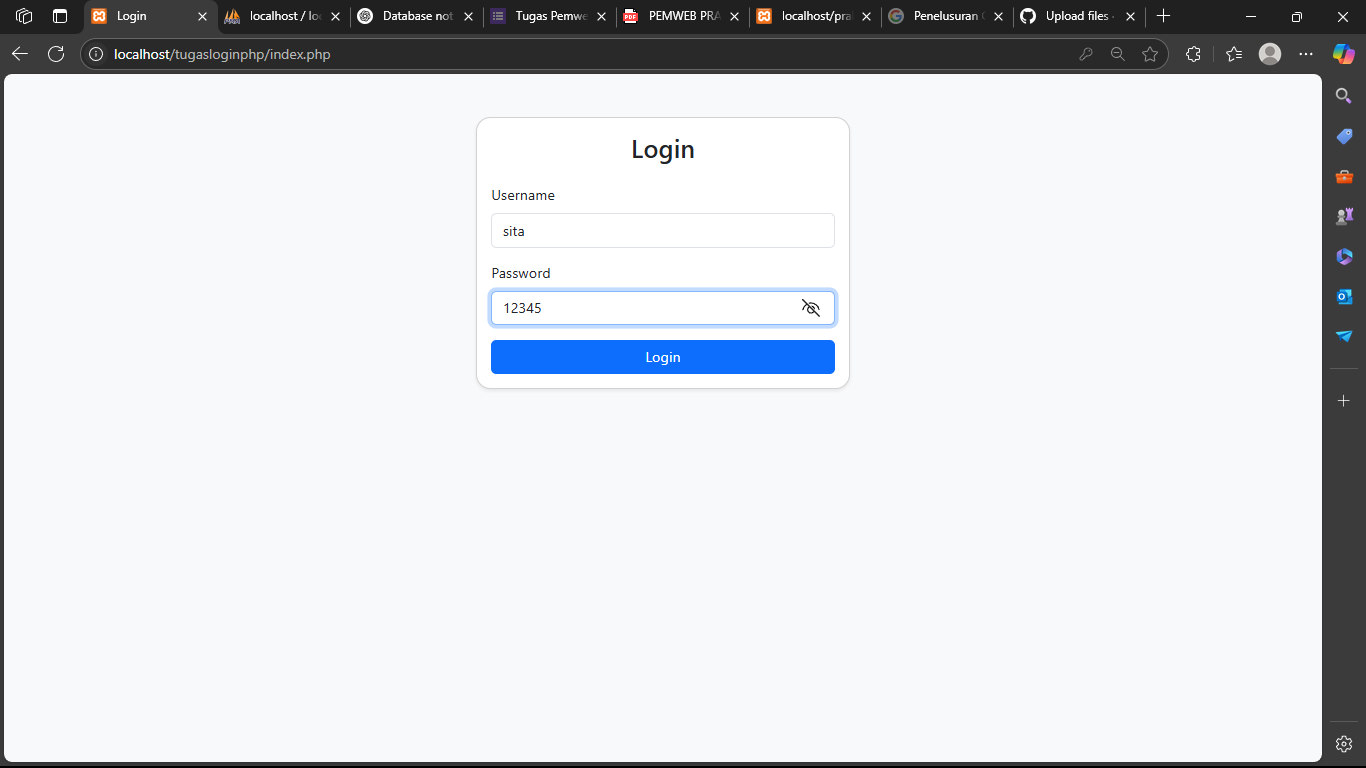 Login
localhost / loc
Database not
Tugas Pemwe
PEMWEB PRA
localhost/pra
Penelusuran
Upload files ·
localhost/tugasloginphp/index.php
Login
Username
sita
Password
12345
Login